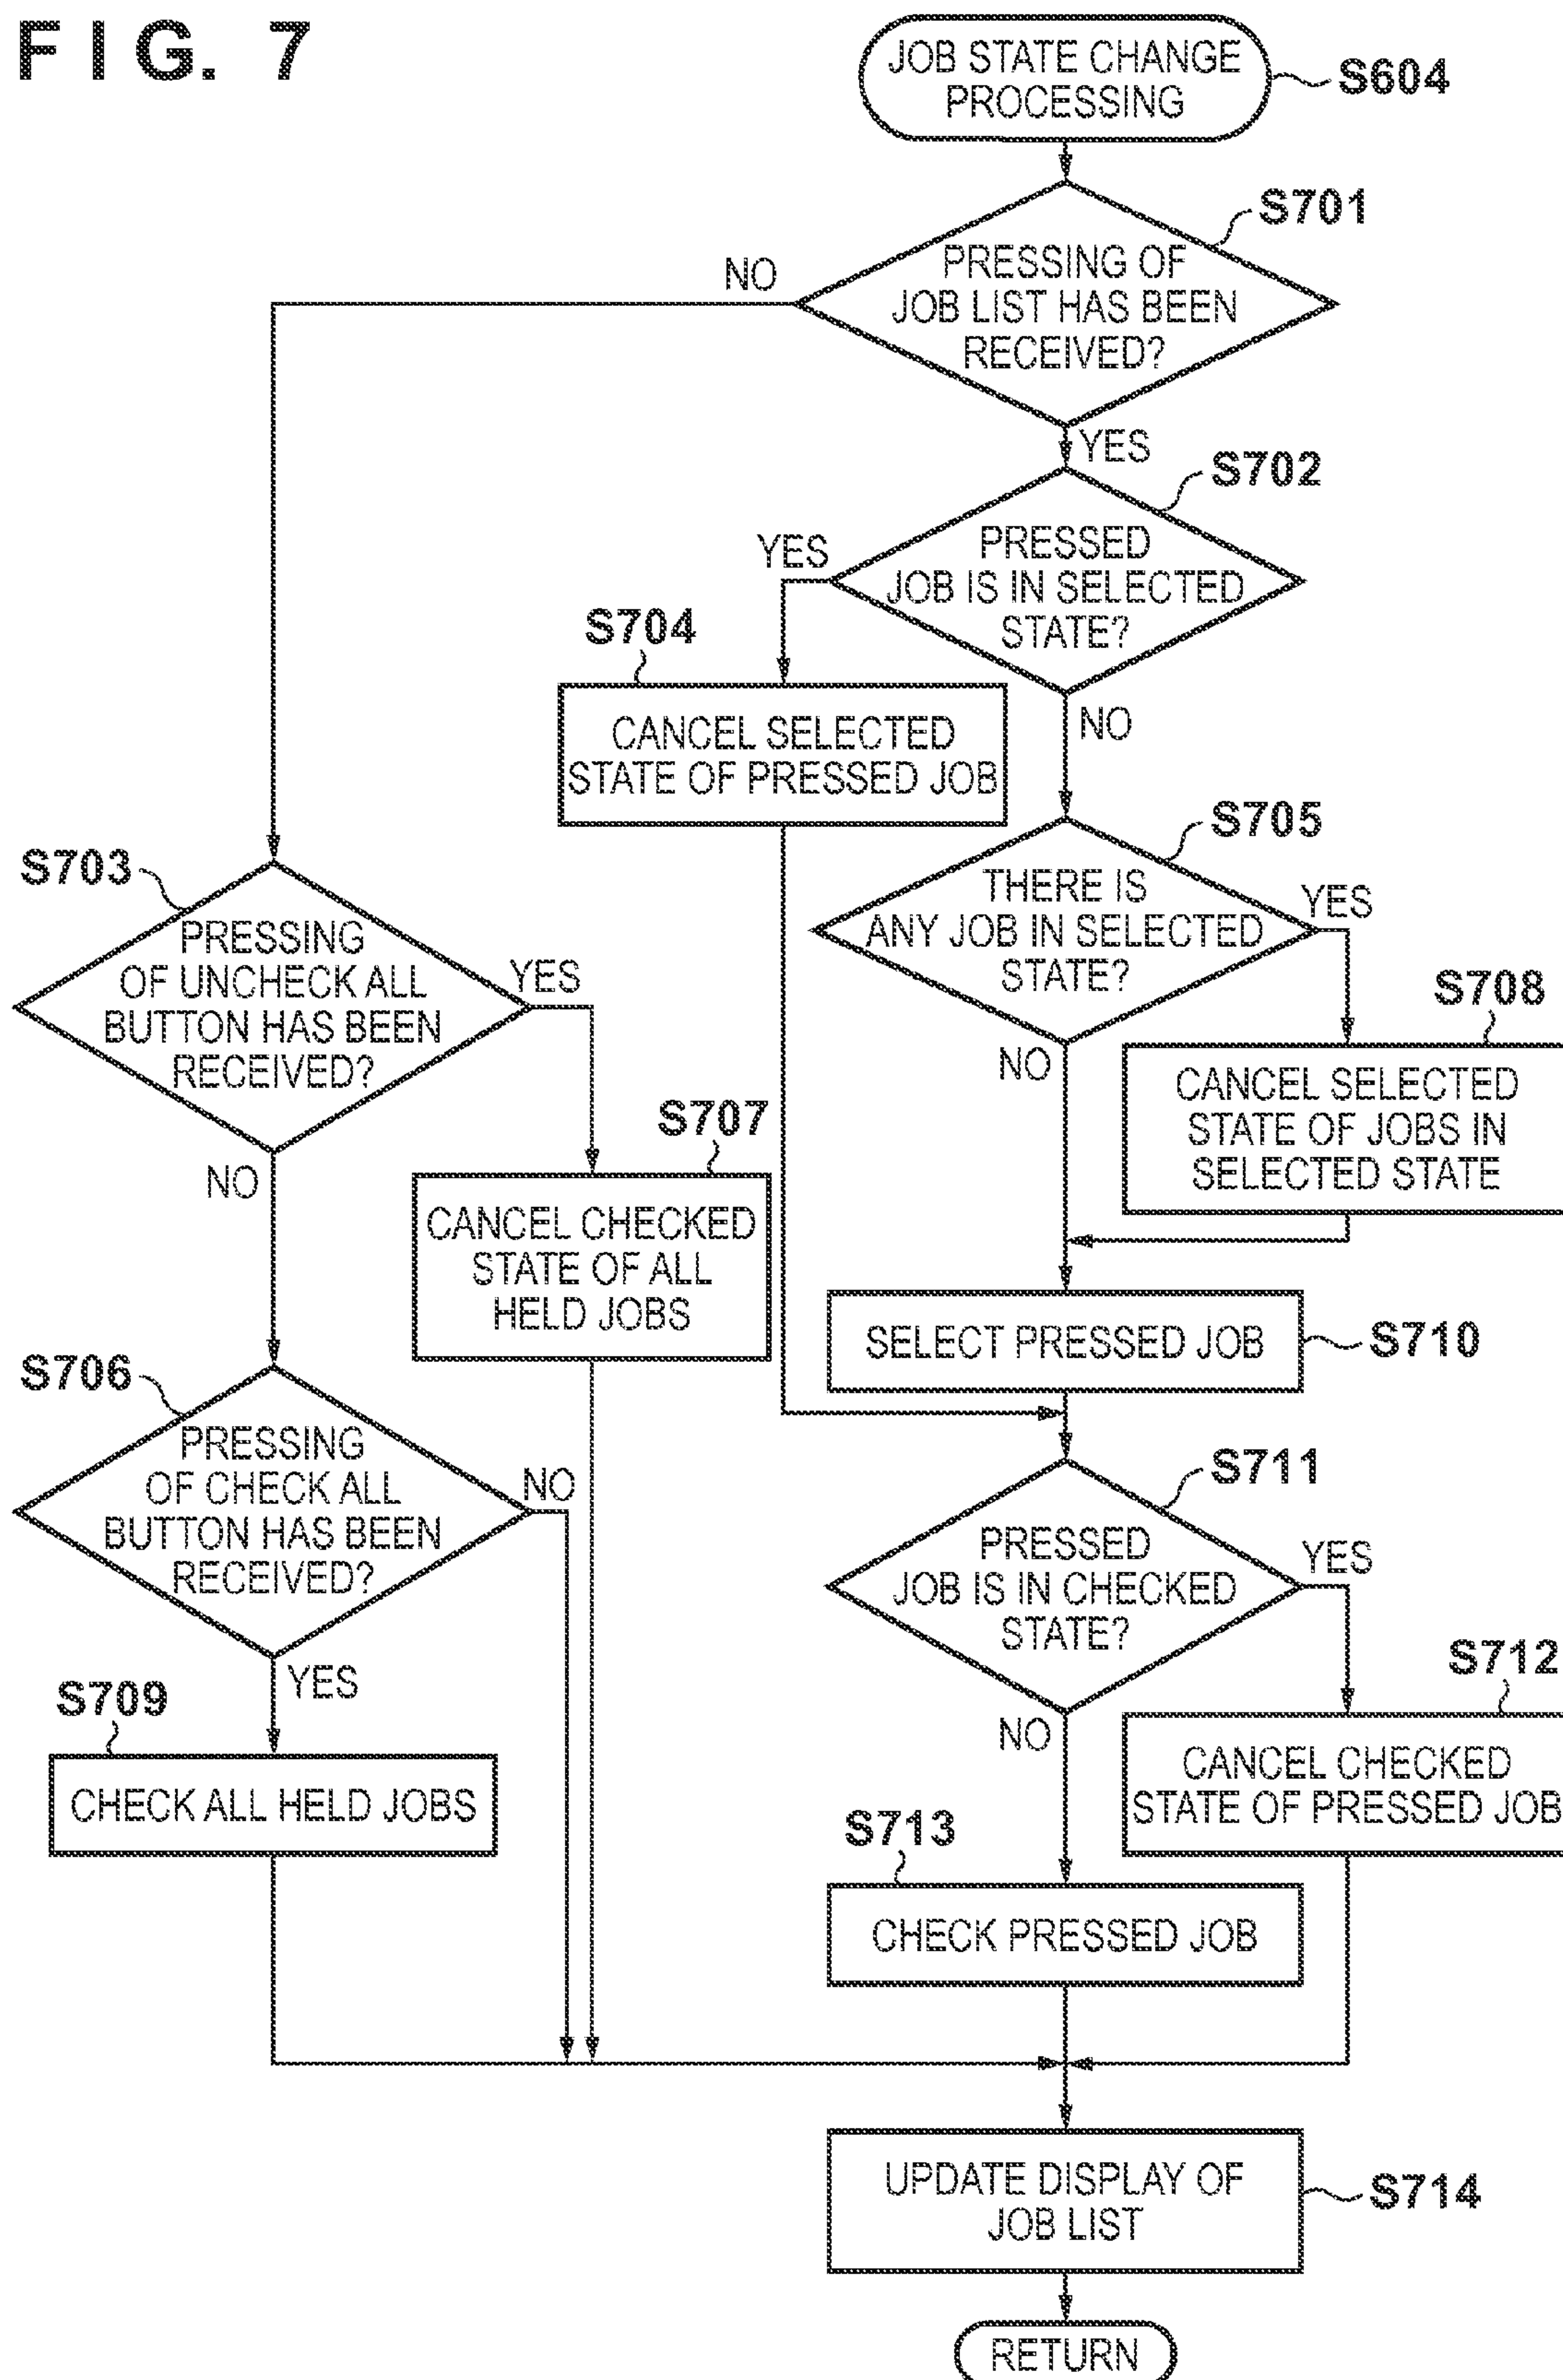 FIG. 7
JOB STATE CHANGE
PROCESSING
S604
S701
PRESSING OF
JOB LIST HAS BEEN
RECEIVED?
NO
YES
S702
PRESSED
JOB IS IN SELECTED
STATE?
YES
NO
S704
CANCEL SELECTED
STATE OF PRESSED JOB
S705
THERE IS
ANY JOB IN SELECTED
STATE?
YES
NO
S703
PRESSING
OF UNCHECK ALL
BUTTON HAS BEEN
RECEIVED?
YES
NO
S708
CANCEL SELECTED
STATE OF JOBS IN
SELECTED STATE
S707
CANCEL CHECKED
STATE OF ALL
HELD JOBS
SELECT PRESSED JOB
S710
S706
PRESSING
OF CHECK ALL
BUTTON HAS BEEN
RECEIVED?
NO
YES
S711
PRESSED
JOB IS IN CHECKED
STATE?
YES
NO
S709
CHECK ALL HELD JOBS
S712
CANCEL CHECKED
STATE OF PRESSED JOB
S713
CHECK PRESSED JOB
UPDATE DISPLAY OF
JOB LIST
S714
RETURN